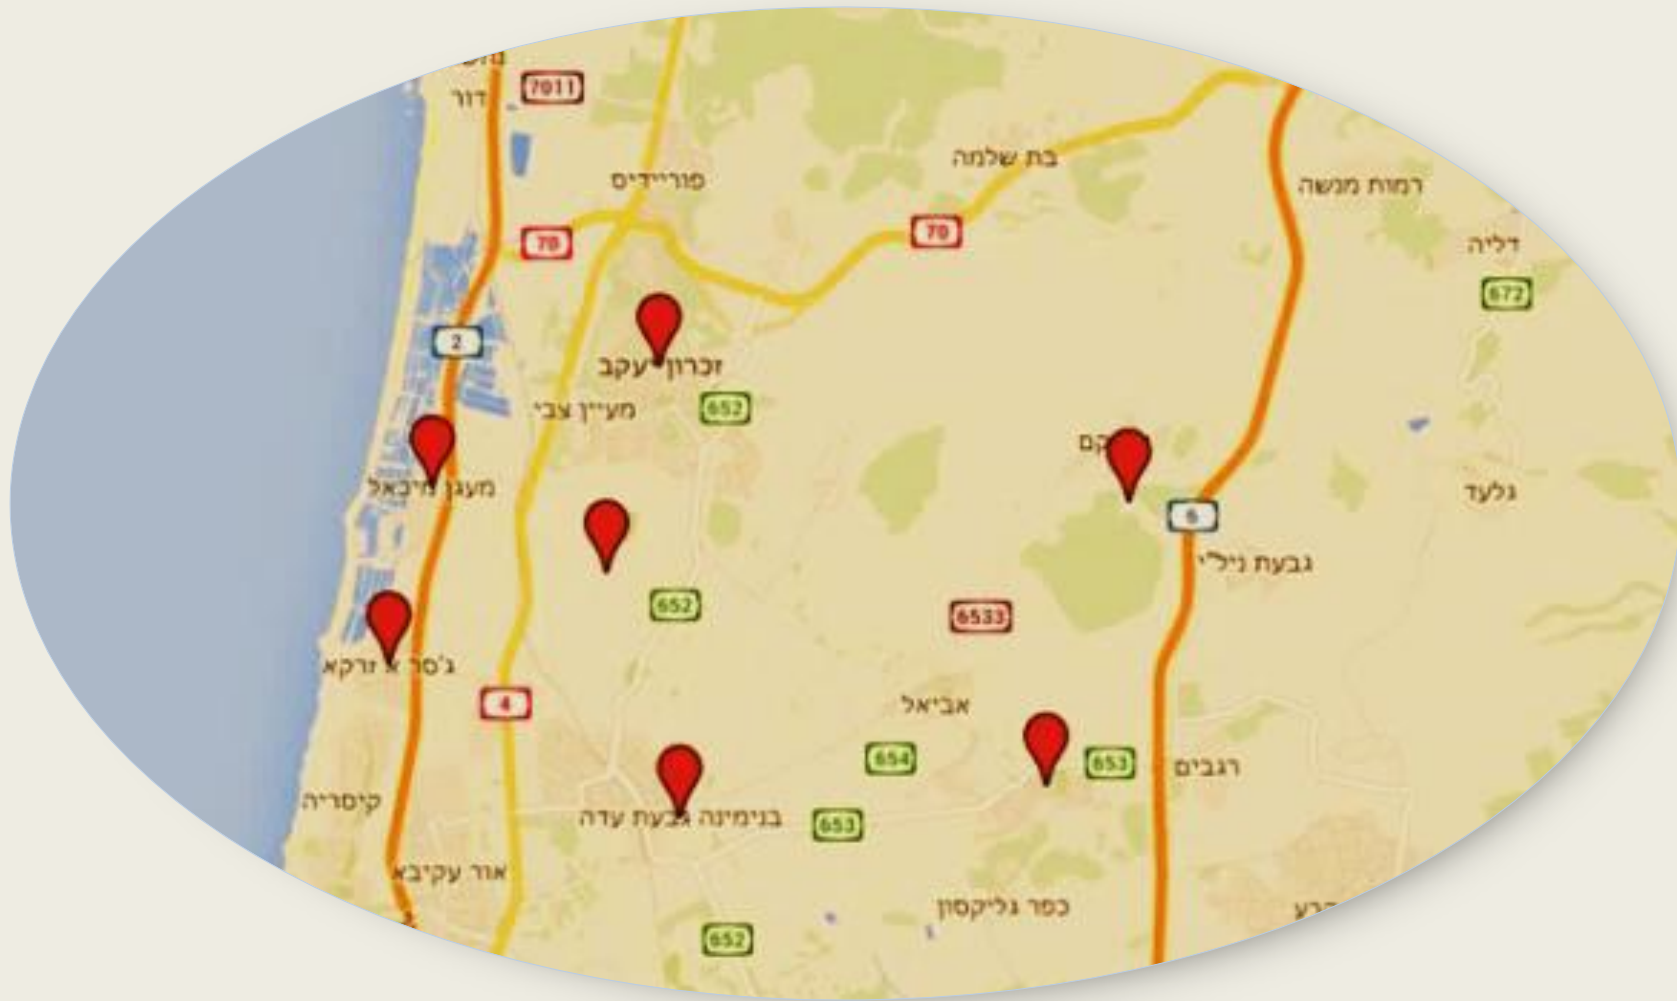 דור
7011
פוריידיס
בת שלמה
רמות מנשה
70
70
דליה
672
2
זכרון יעקב
מעיין צבי
652
מעגן מיכאל
גלעד
6
גבעת ניל"י
652
6533
ג'סר א זרקא
4
אביאל
654
653
רגבים
קיסריה
בנימינה גבעת עדה
653
אור עקיבא
כפר גליקסון
652